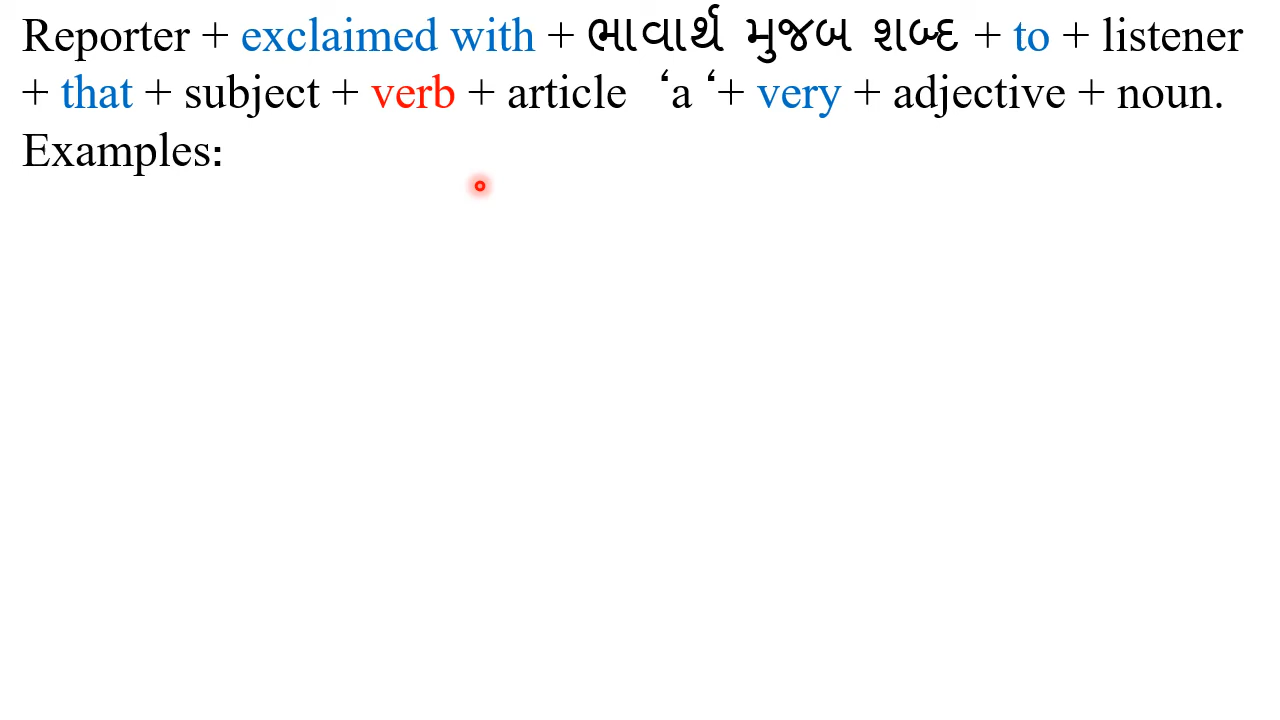 Reporter + exclaimed with + ભાવાર્થ મુજબ શબ્દ + to + listener
+ that + subject + verb + article ‘a ‘+ very + adjective + noun.
Examples: